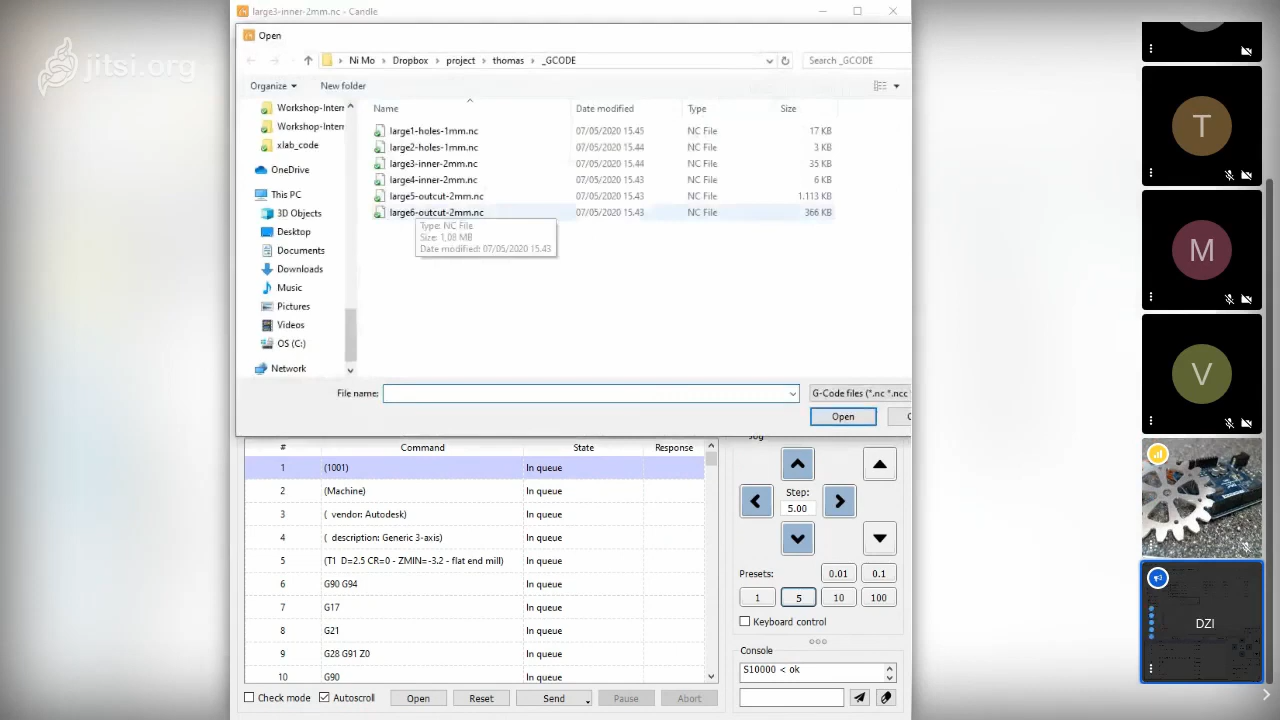 large3-inner-2mm.nc - Candle
Open
Ni Mo > Dropbox > project > thomas > _GCODE
Search _GCODE
Organize
New folder
Name
Date modified
Type
Size
Workshop-Intern
Workshop-Intern
xlab_code
OneDrive
This PC
3D Objects
Desktop
Documents
Downloads
Music
Pictures
Videos
OS (C:)
Network
large1-holes-1mm.nc 07/05/2020 15.45 NC File 17 KB
large2-holes-1mm.nc 07/05/2020 15.44 NC File 3 KB
large3-inner-2mm.nc 07/05/2020 15.44 NC File 35 KB
large4-inner-2mm.nc 07/05/2020 15.43 NC File 6 KB
large5-outcut-2mm.nc 07/05/2020 15.43 NC File 1.113 KB
large6-outcut-2mm.nc 07/05/2020 15.43 NC File 366 KB
Type: NC File
Size: 1,08 MB
Date modified: 07/05/2020 15.43
File name:
G-Code files (*.nc *.ncc
Open
# Command State Response
1 (1001) In queue
2 (Machine) In queue
3 ( vendor: Autodesk) In queue
4 ( description: Generic 3-axis) In queue
5 (T1 D=2.5 CR=0 - ZMIN=-3.2 - flat end mill) In queue
6 G90 G94 In queue
7 G17 In queue
8 G21 In queue
9 G28 G91 Z0 In queue
10 G90 In queue
Check mode
Autoscroll
Open
Reset
Send
Pause
Abort
Jog
Step:
5.00
Presets:
0.01
0.1
1
5
10
100
Keyboard control
Console
S10000 < ok
jitsi.org
T
M
V
DZI